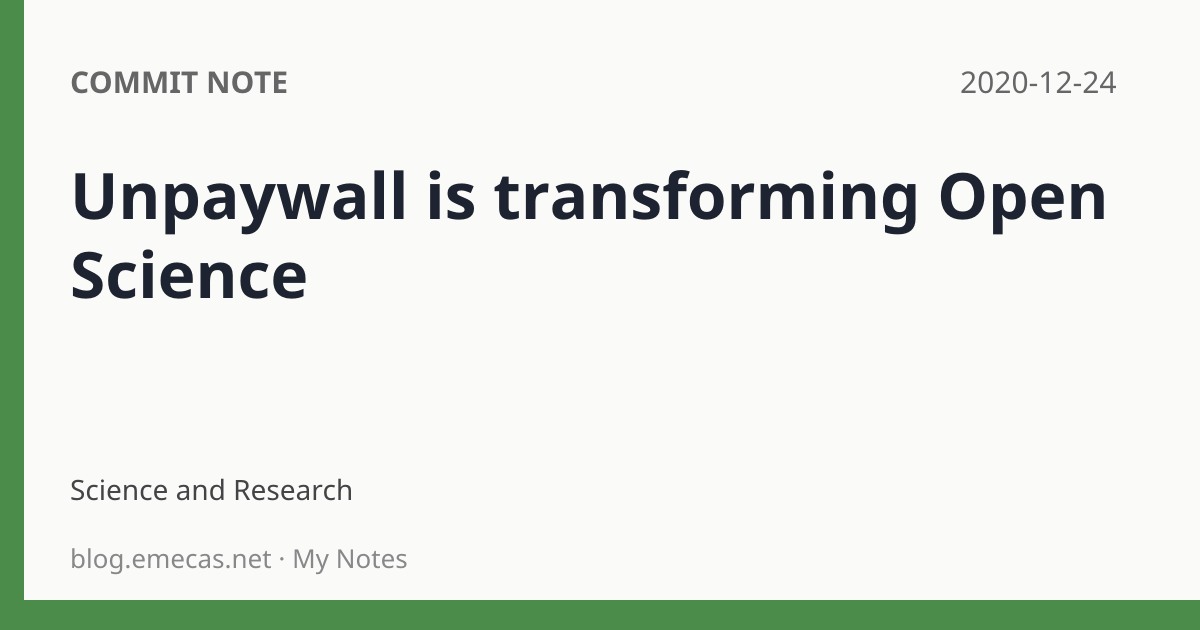 COMMIT NOTE
2020-12-24
Unpaywall is transforming Open
Science
Science and Research
blog.emecas.net · My Notes